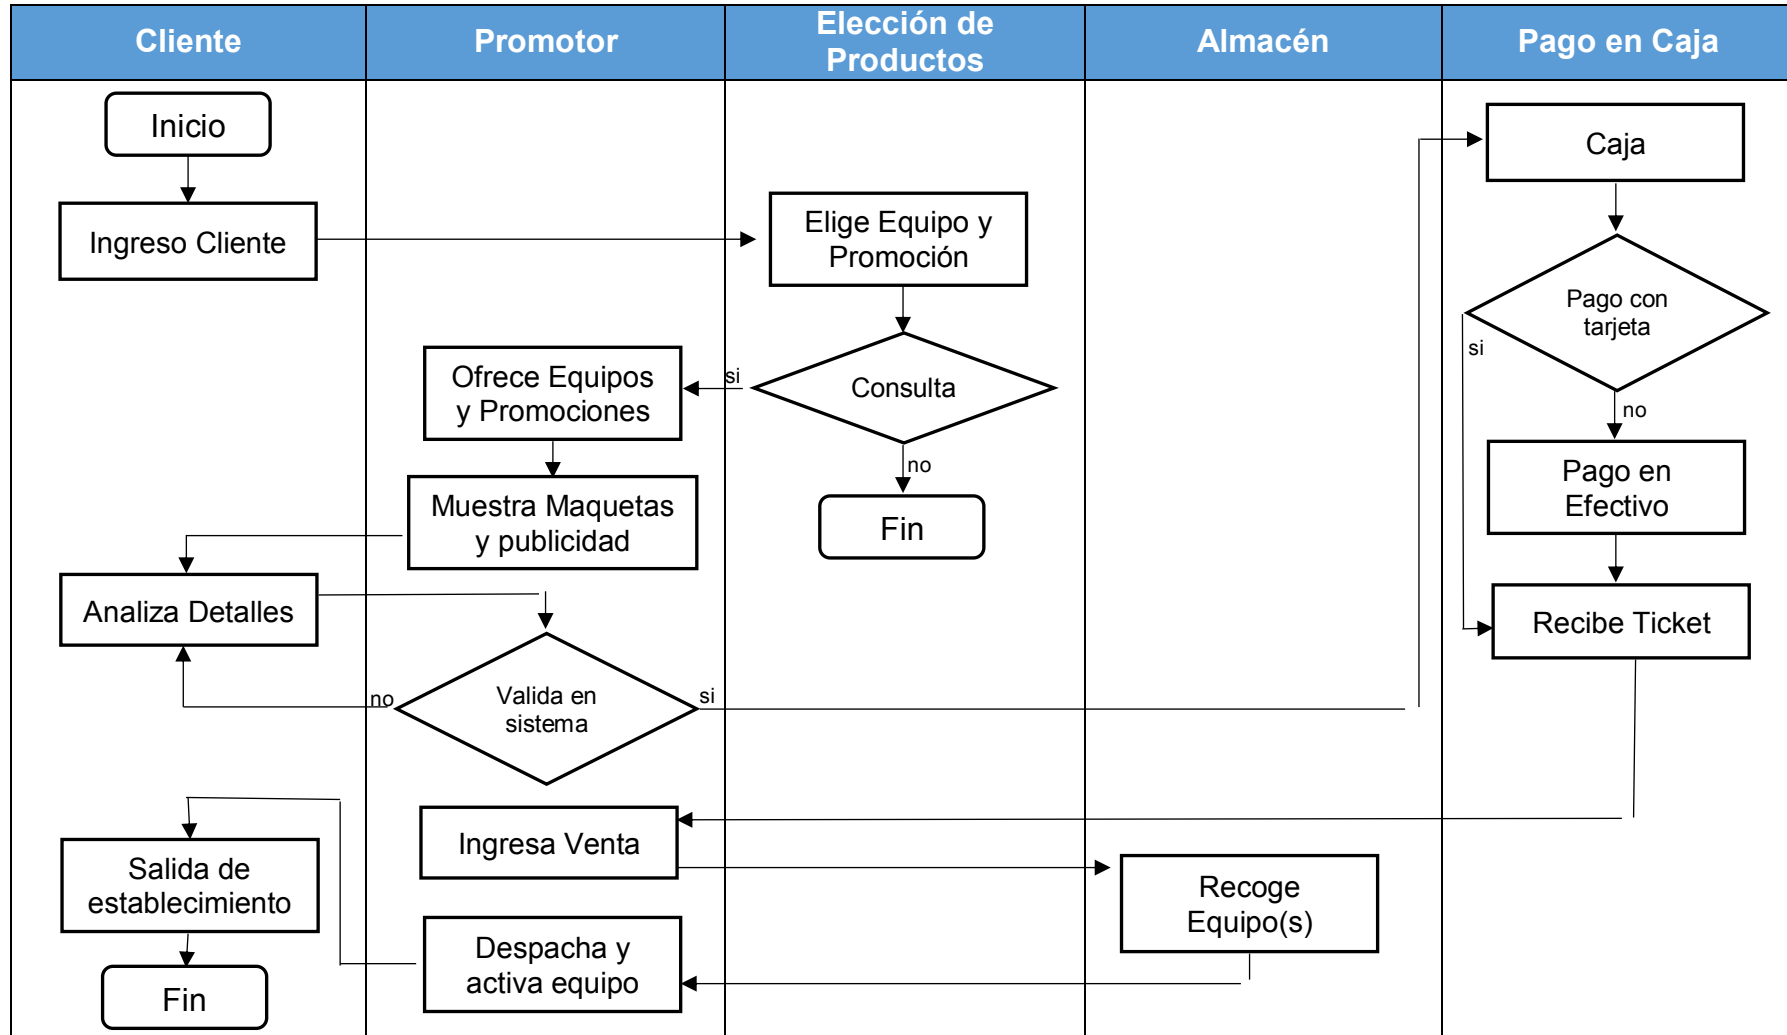 Cliente
Promotor
Elección de
Productos
Almacén
Pago en Caja
Inicio
Caja
Ingreso Cliente
Elige Equipo y
Promoción
Pago con
tarjeta
si
no
Ofrece Equipos
y Promociones
si
Consulta
no
Fin
Muestra Maquetas
y publicidad
Pago en
Efectivo
Analiza Detalles
Recibe Ticket
no
Valida en
sistema
si
Ingresa Venta
Salida de
establecimiento
Recoge
Equipo(s)
Despacha y
activa equipo
Fin